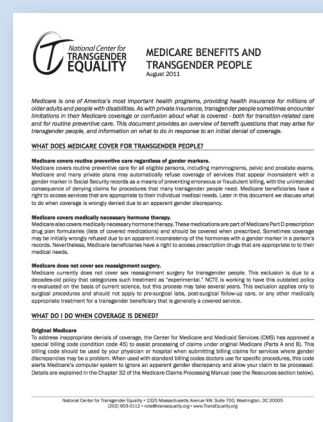 National Center for
TRANSGENDER
EQUALITY
MEDICARE BENEFITS AND
TRANSGENDER PEOPLE
August 2011
Medicare is one of America's most important health programs, providing health insurance for millions of
older adults and people with disabilities. As with private insurance, transgender people sometimes encounter
limitations in their Medicare coverage or confusion about what is covered - both for transition-related care
and for routine preventive care. This document provides an overview of benefit questions that may arise for
transgender people, and information on what to do in response to an initial denial of coverage.
WHAT DOES MEDICARE COVER FOR TRANSGENDER PEOPLE?
Medicare covers routine preventive care regardless of gender markers.
Medicare covers routine preventive care for all eligible persons, including mammograms, pelvic and prostate exams.
Medicare and many private plans may automatically refuse coverage of services that appear inconsistent with a
gender marker in Social Security records as a means of preventing erroneous or fraudulent billing, with the unintended
consequence of denying claims for procedures that many transgender people need. Medicare beneficiaries have a
right to access services that are appropriate to their individual medical needs. Later in this document we discuss what
to do when coverage is wrongly denied due to an apparent gender discrepancy.
Medicare covers medically necessary hormone therapy.
Medicare also covers medically necessary hormone therapy. These medications are part of Medicare Part D prescription
drug plan formularies (lists of covered medications) and should be covered when prescribed. Sometimes coverage
may be initially wrongly refused due to an apparent inconsistency of the hormones with a gender marker in a person's
records. Nevertheless, Medicare beneficiaries have a right to access prescription drugs that are appropriate to to their
medical needs.
Medicare does not cover sex reassignment surgery.
Medicare currently does not cover sex reassignment surgery for transgender people. This exclusion is due to a
decades-old policy that categorizes such treatment as "experimental." NCTE is working to have this outdated policy
re-evaluated on the basis of current science, but this process may take several years. This exclusion applies only to
surgical procedures and should not apply to pre-surgical labs, post-surgical follow-up care, or any other medically
appropriate treatment for a transgender beneficiary that is generally a covered service.
WHAT DO I DO WHEN COVERAGE IS DENIED?
Original Medicare
To address inappropriate denials of coverage, the Center for Medicare and Medicaid Services (CMS) has approved a
special billing code (condition code 45) to assist processing of claims under original Medicare (Parts A and B). This
billing code should be used by your physician or hospital when submitting billing claims for services where gender
discrepancies may be a problem. When used with standard billing codes doctors use for specific procedures, this code
alerts Medicare's computer system to ignore an apparent gender discrepancy and allow your claim to be processed.
Details are explained in the Chapter 32 of the Medicare Claims Processing Manual (see the Resources section below).
National Center for Transgender Equality • 1325 Massachusetts Avenue NW, Suite 700, Washington, DC 20005
(202) 903-0112 • ncte@transequality.org • www.TransEquality.org